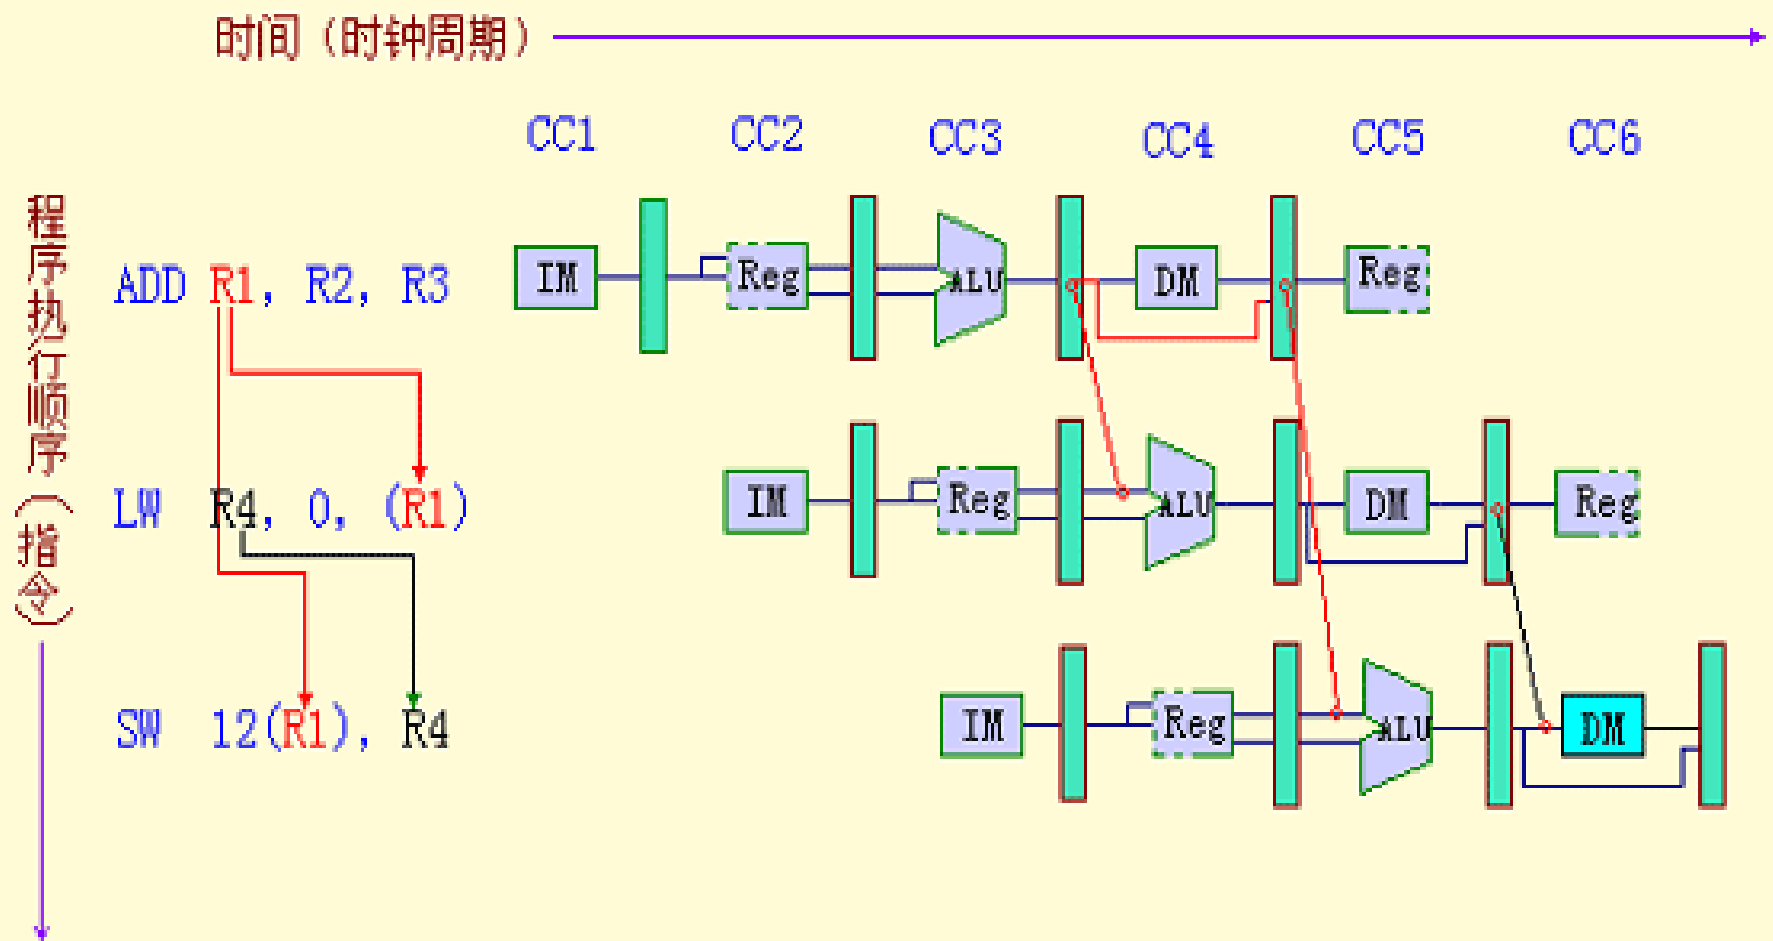 时间（时钟周期）
CC1 CC2 CC3 CC4 CC5 CC6
程序执行顺序（指令）
ADD R1, R2, R3
IM Reg ALU DM Reg
LW R4, 0, (R1)
IM Reg ALU DM Reg
SW 12(R1), R4
IM Reg ALU DM